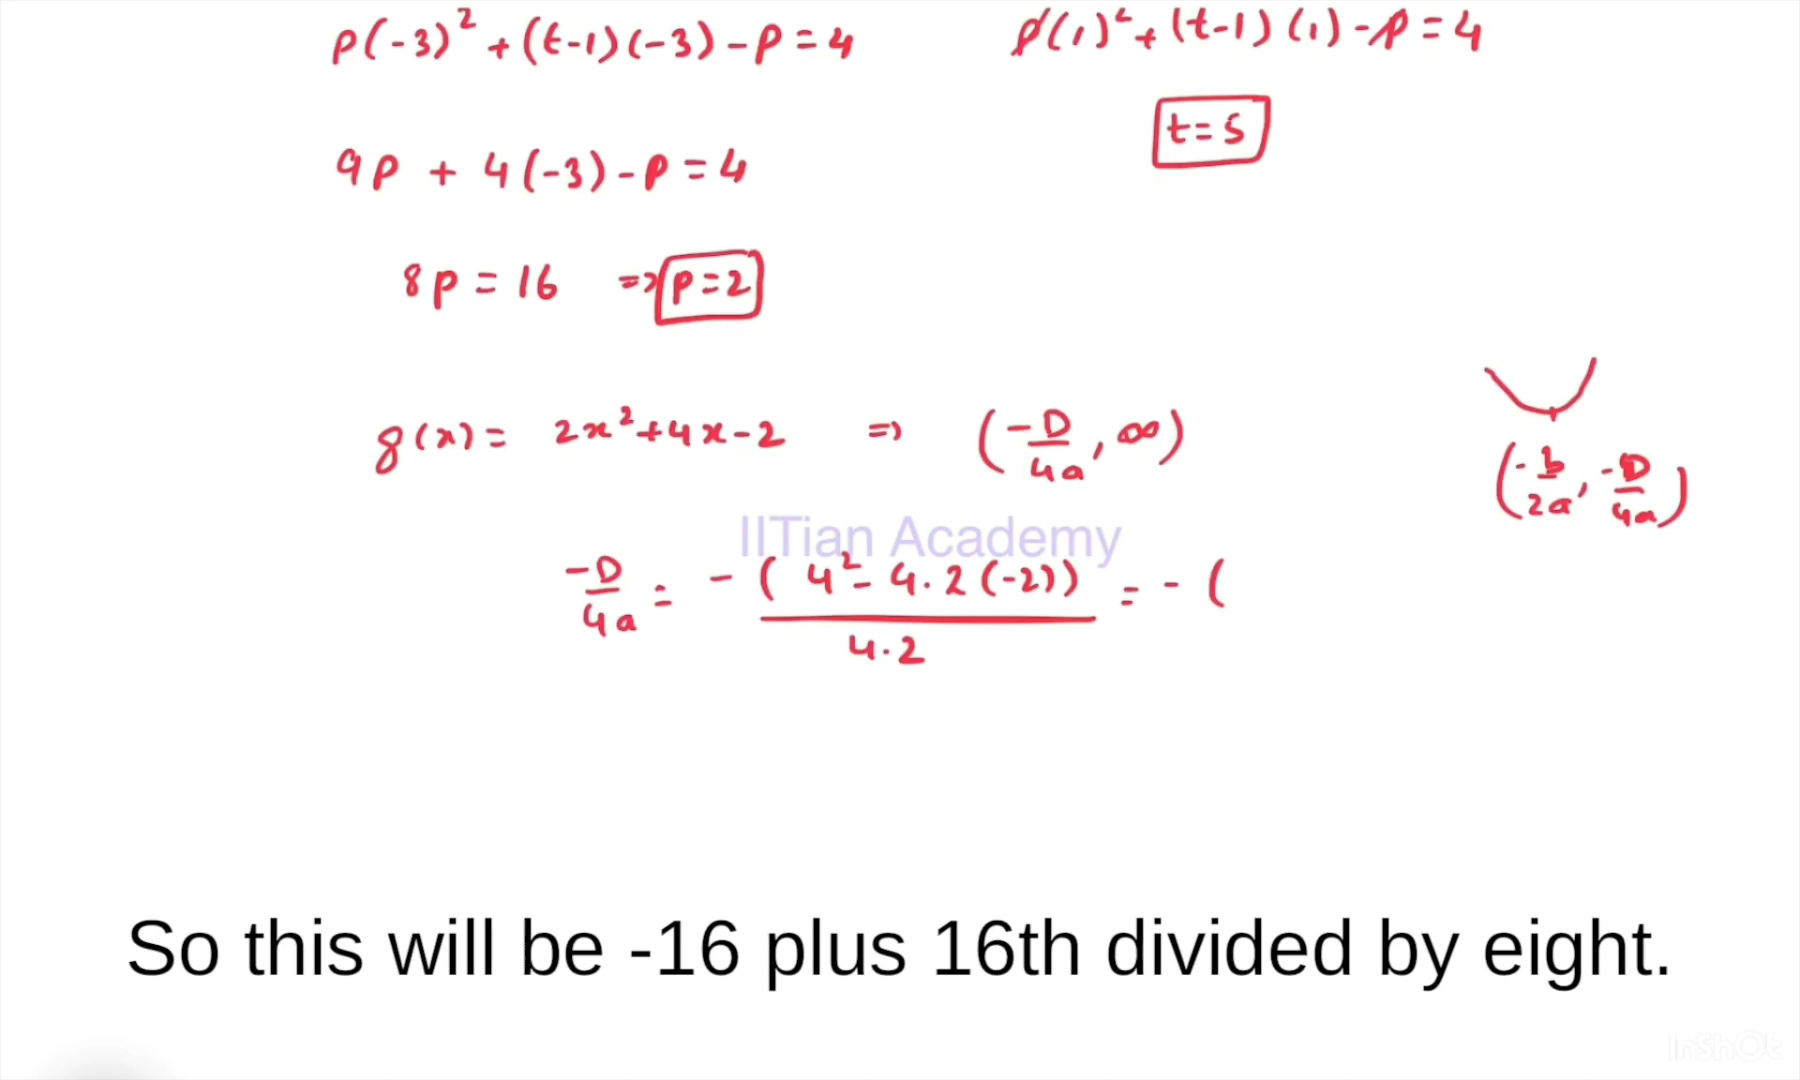 p(-3)² + (t-1)(-3) - p = 4
p(1)² + (t-1)(1) - p = 4
t = 5
9p + 4(-3) - p = 4
8p = 16 => p = 2
g(x) = 2x² + 4x - 2 => (-D/4a, ∞)
(-b/2a, -D/4a)
IITian Academy
-D/4a = -(4² - 4·2(-2))/4·2 = -(
So this will be -16 plus 16th divided by eight.
InShOt